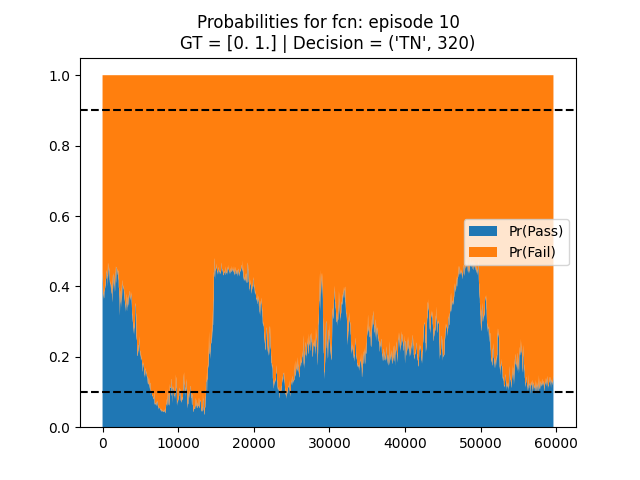 Probabilities for fcn: episode 10
GT = [0. 1.] | Decision = ('TN', 320)
1.0
0.8
0.6
0.4
0.2
0.0
Pr(Pass)
Pr(Fail)
0 10000 20000 30000 40000 50000 60000